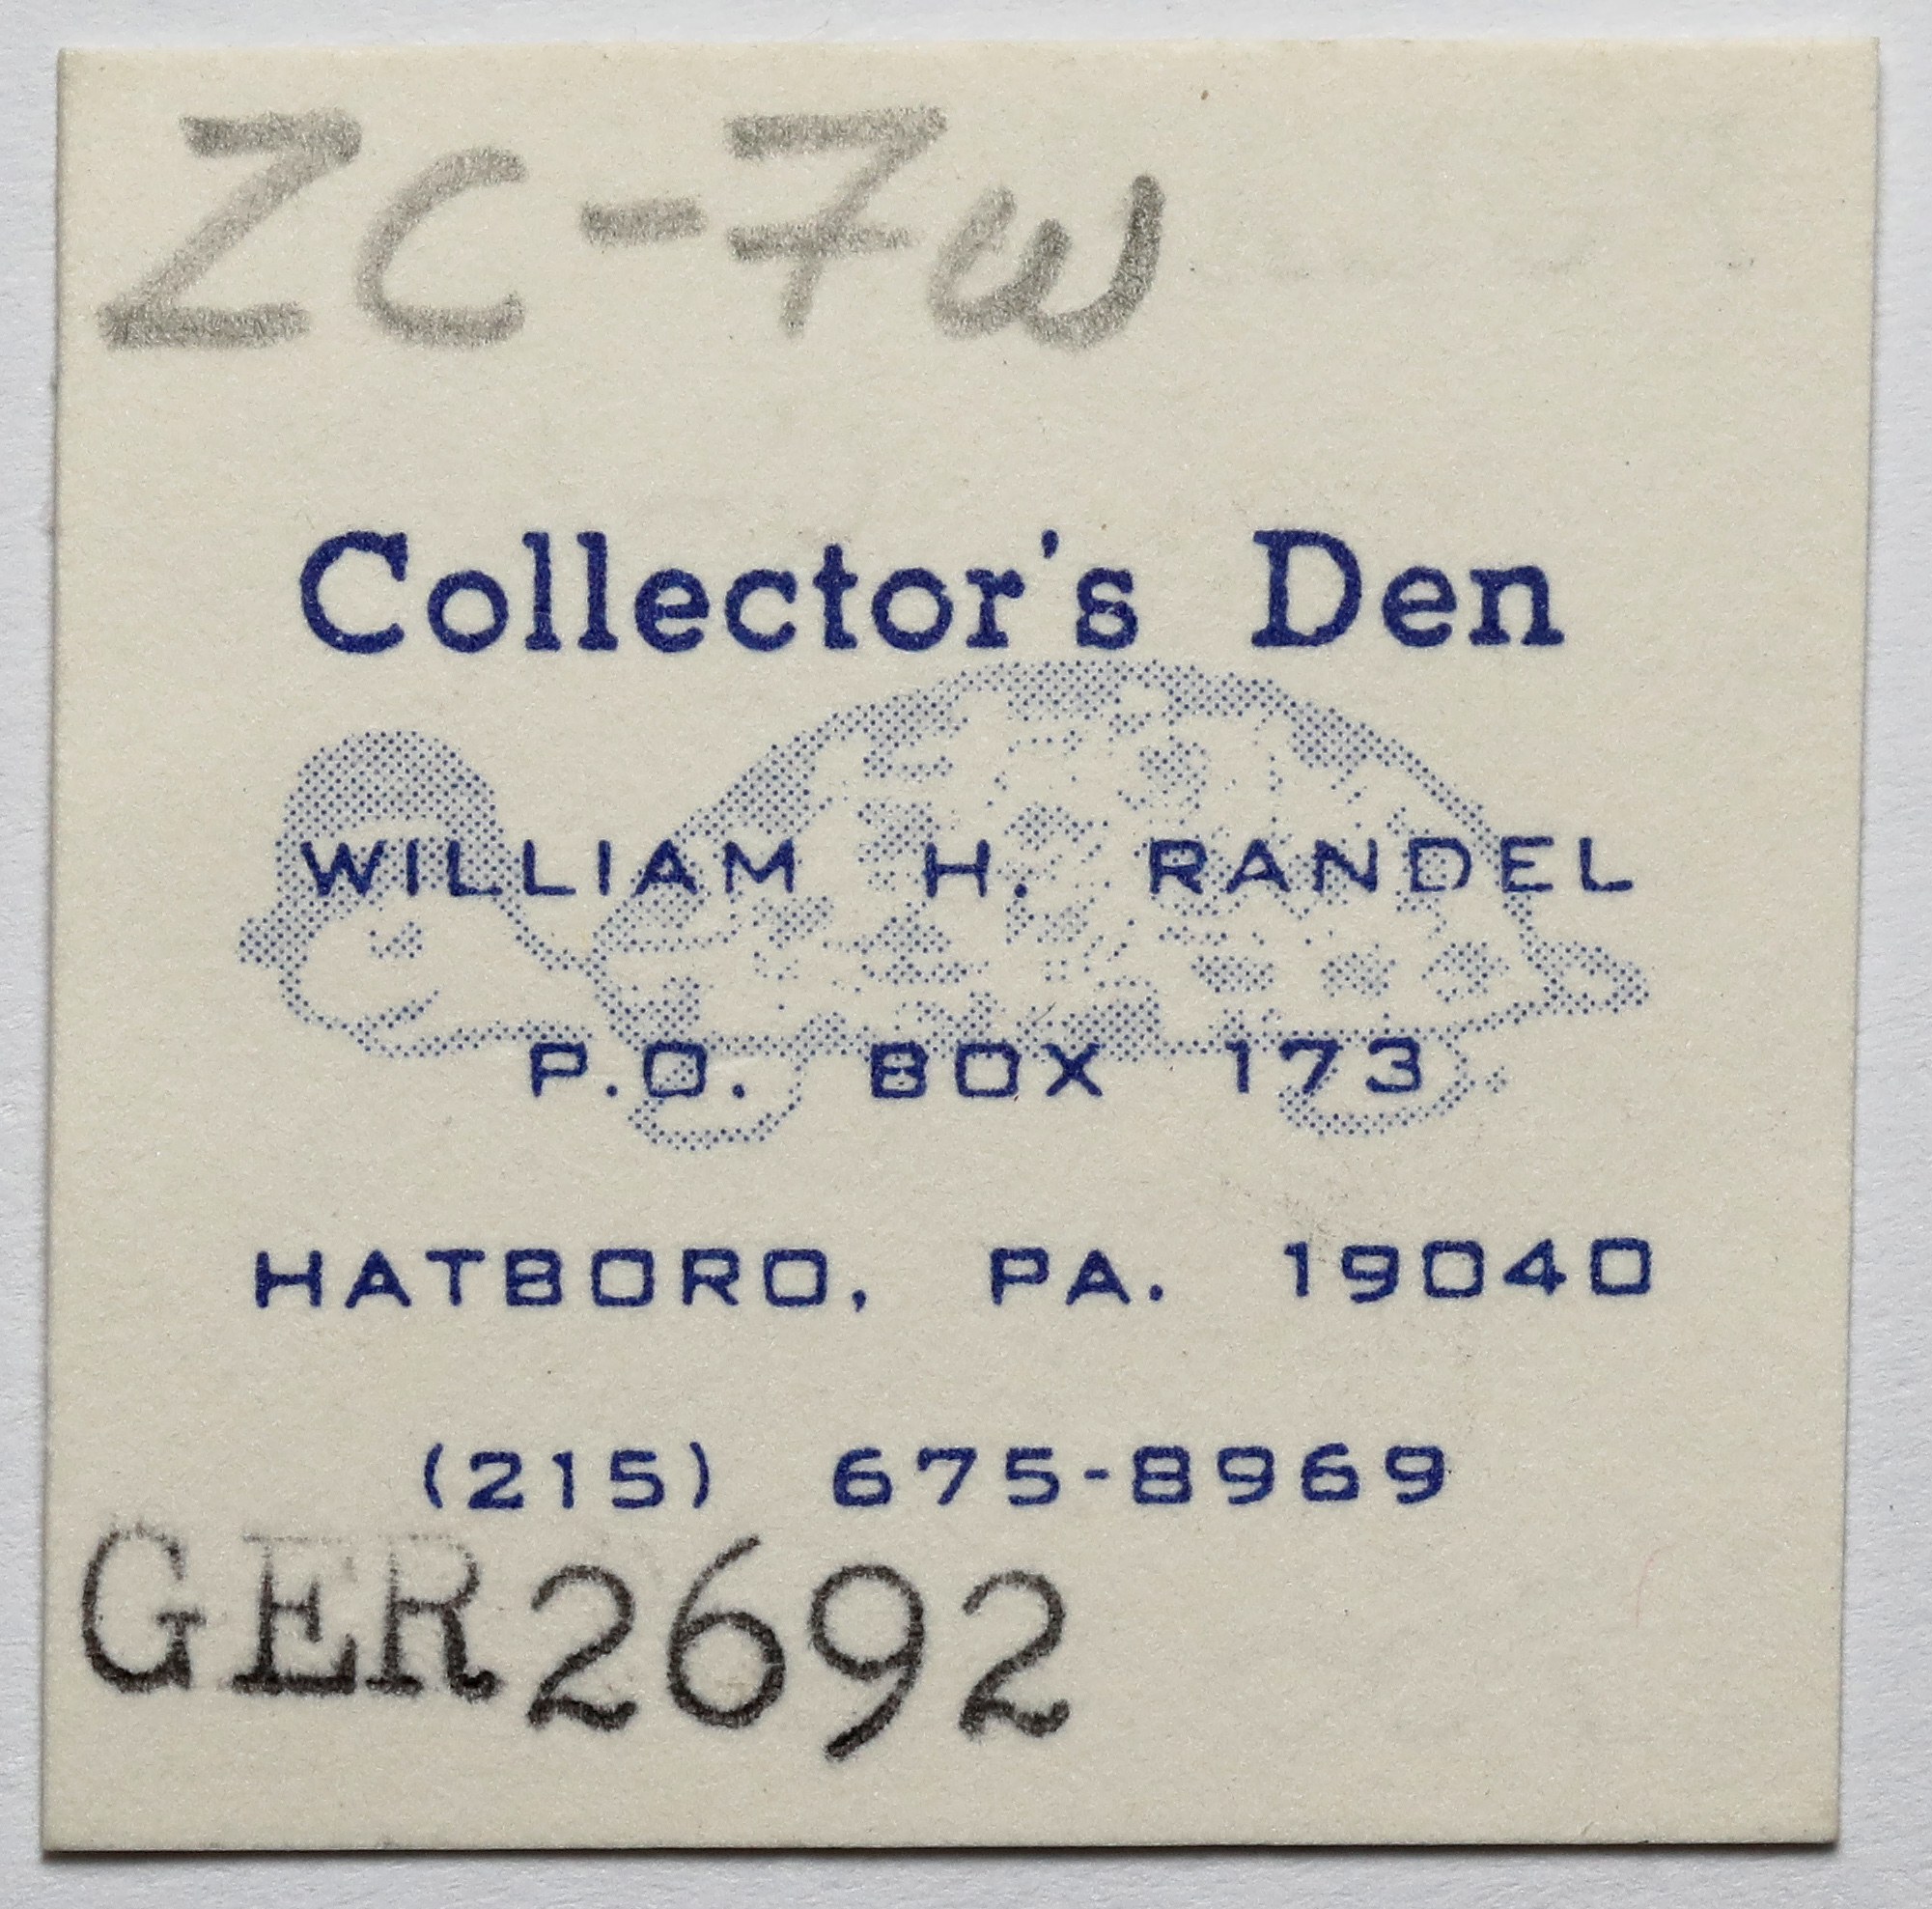 ZC-7W
Collector's Den
WILLIAM H. RANDEL
P.O. BOX 173
HATBORO, PA. 19040
(215) 675-8969
GER2692